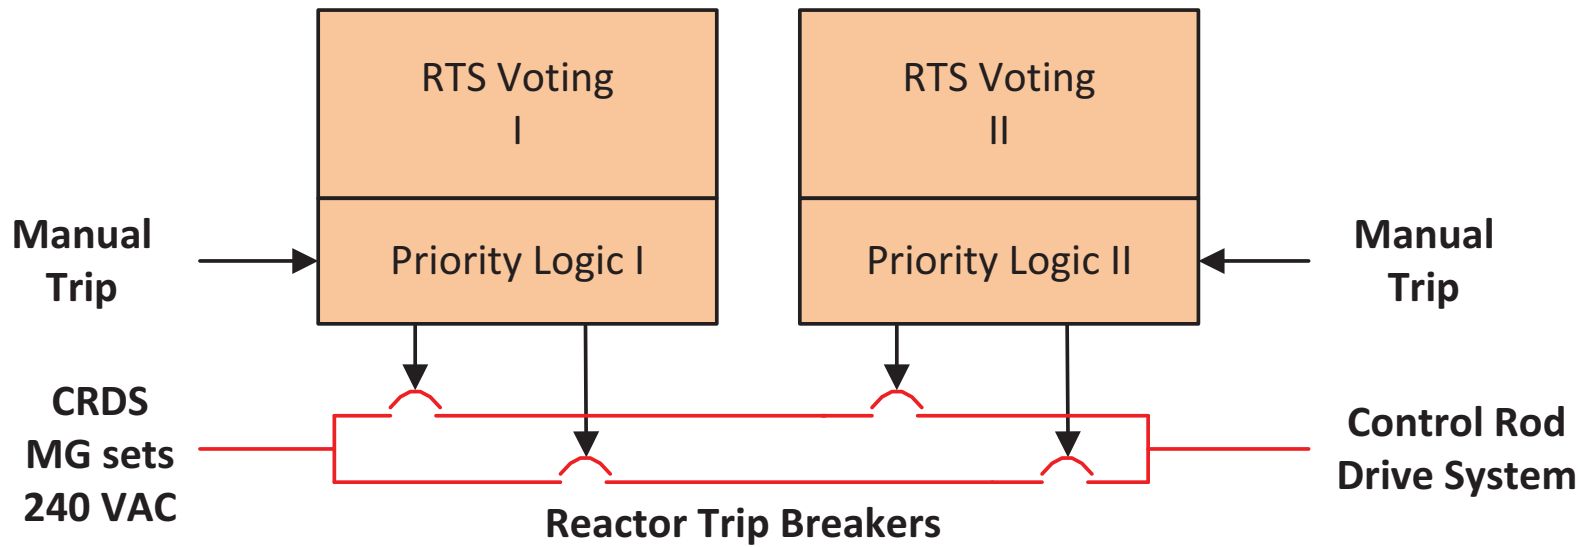 RTS Voting
I
RTS Voting
II
Manual
Trip
Priority Logic I
Priority Logic II
Manual
Trip
CRDS
MG sets
240 VAC
Control Rod
Drive System
Reactor Trip Breakers